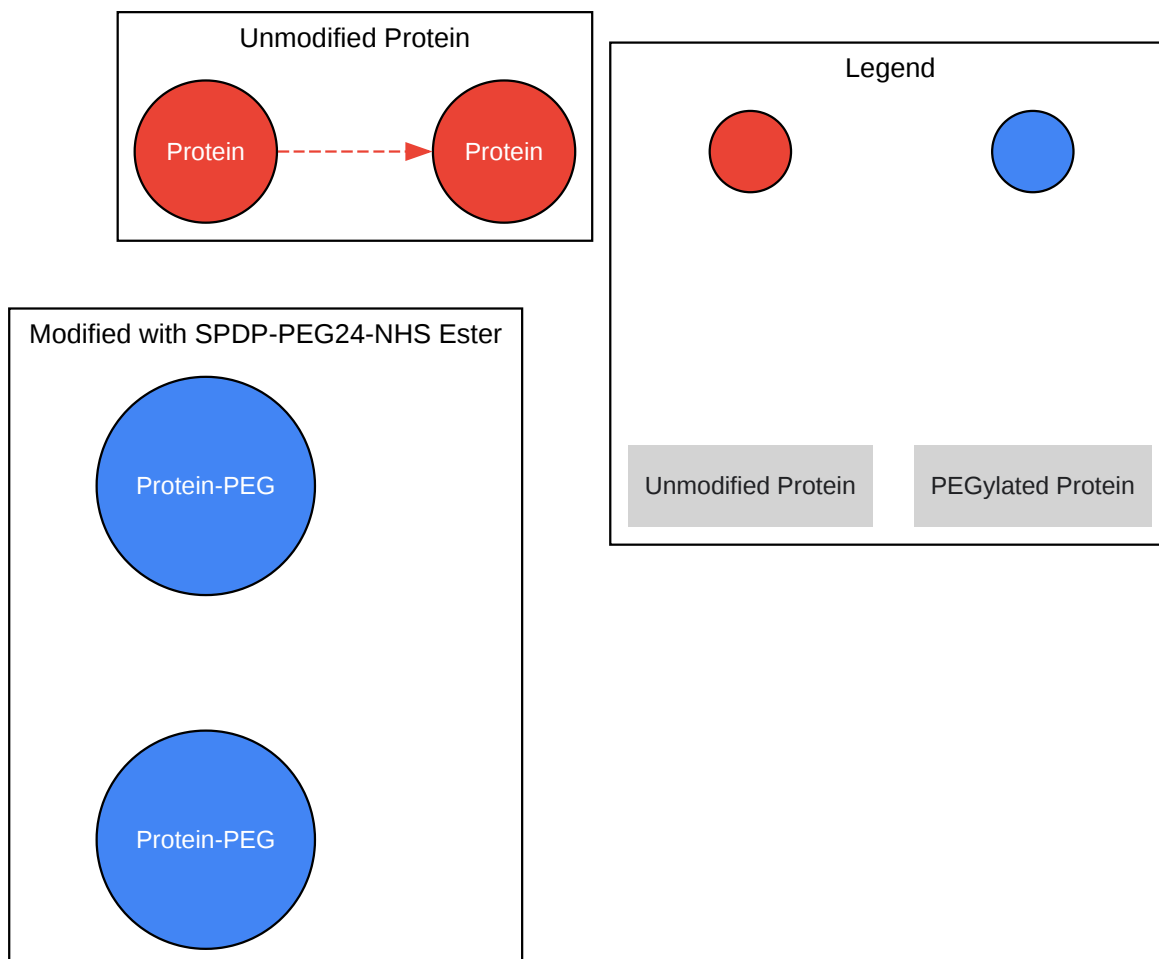 Unmodified Protein
Protein
Protein
Legend
Unmodified Protein
PEGylated Protein
Modified with SPDP-PEG24-NHS Ester
Protein-PEG
Protein-PEG